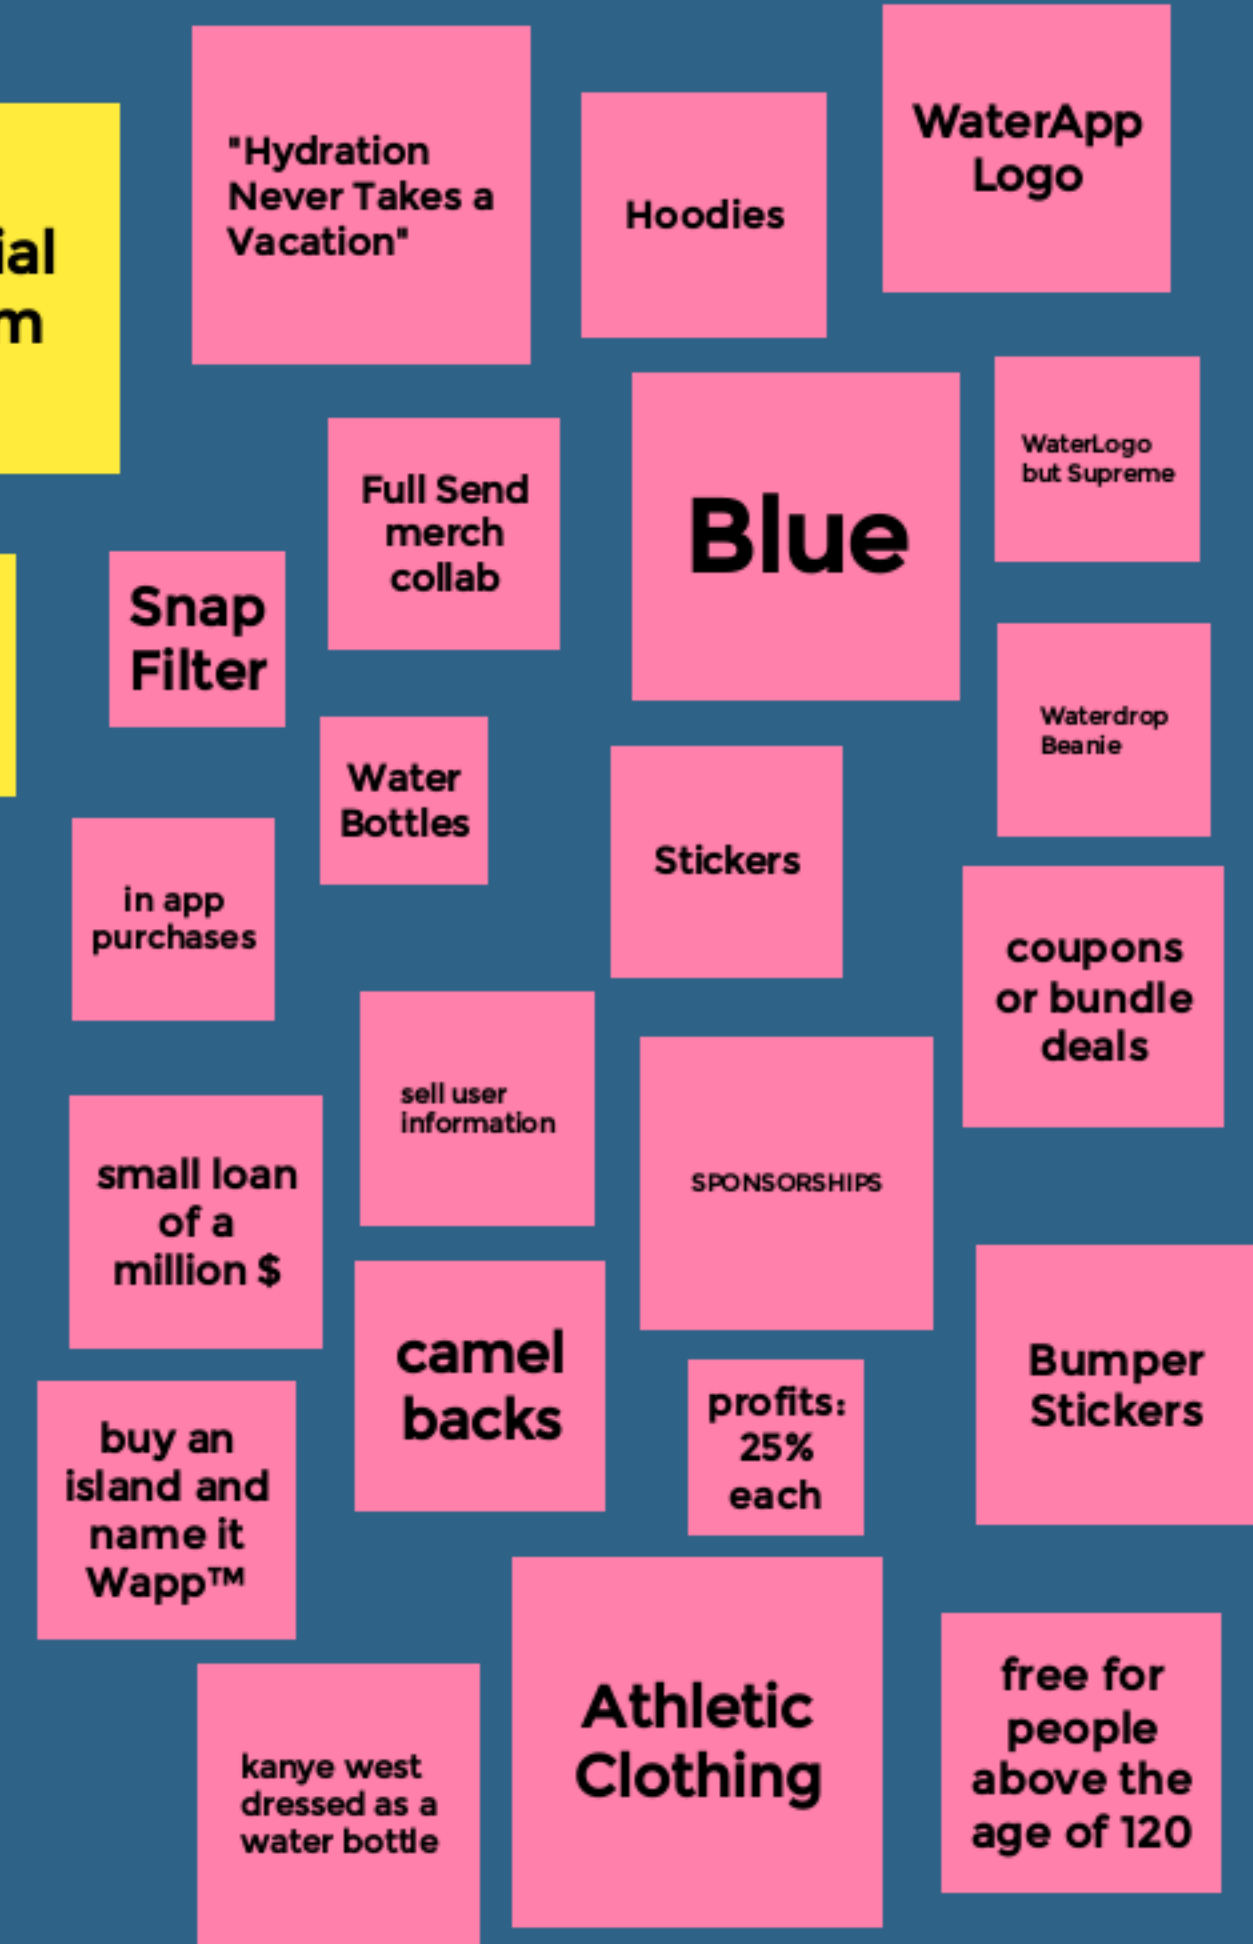 "Hydration
Never Takes a
Vacation"
Hoodies
WaterApp
Logo
ial
m
Full Send
merch
collab
Blue
WaterLogo
but Supreme
Snap
Filter
Water
Bottles
Stickers
Waterdrop
Beanie
in app
purchases
coupons
or bundle
deals
sell user
information
SPONSORSHIPS
small loan
of a
million $
camel
backs
profits:
25%
each
Bumper
Stickers
buy an
island and
name it
Wapp™
Athletic
Clothing
free for
people
above the
age of 120
kanye west
dressed as a
water bottle